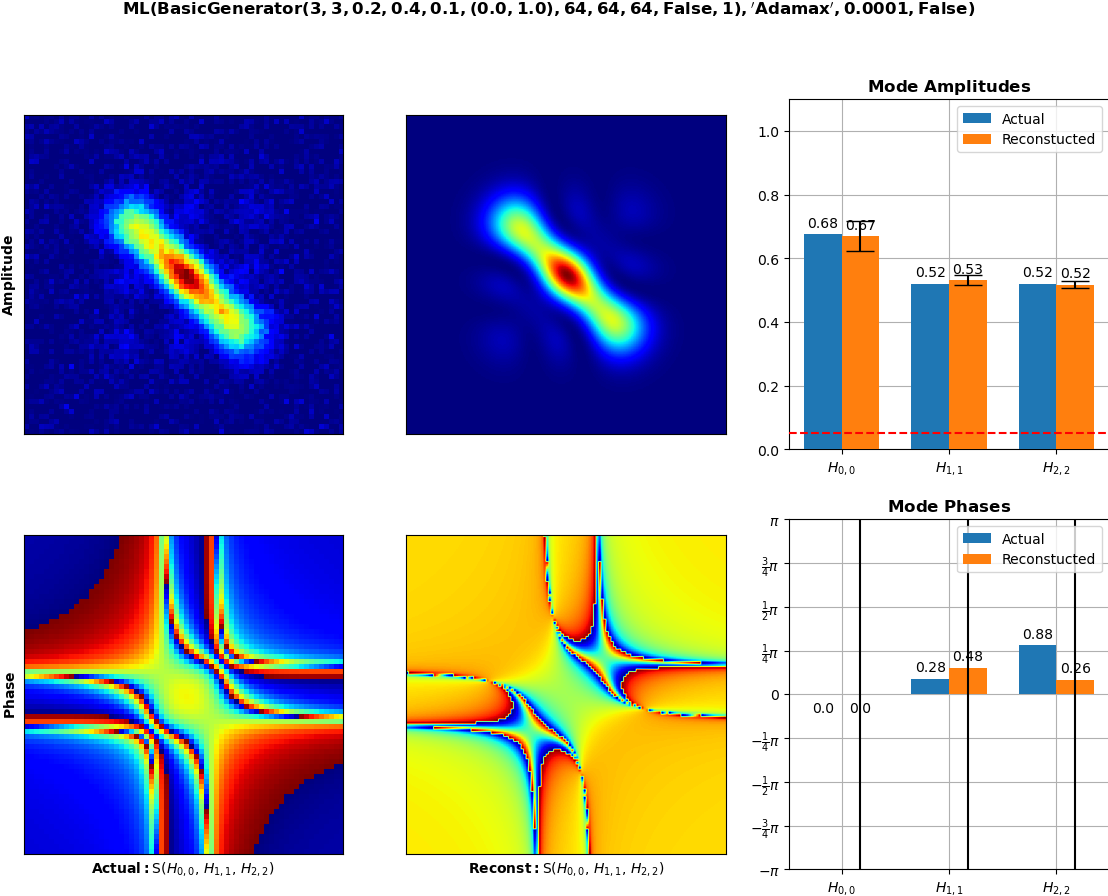 ML(BasicGenerator(3, 3, 0.2, 0.4, 0.1, (0.0, 1.0), 64, 64, 64, False, 1), 'Adamax', 0.0001, False)
Amplitude
Mode Amplitudes
Actual
Reconstucted
1.0
0.8
0.6
0.4
0.2
0.0
0.68
0.67
0.52
0.53
0.52
0.52
H0,0
H1,1
H2,2
Phase
Actual: S(H0,0, H1,1, H2,2)
Reconst: S(H0,0, H1,1, H2,2)
Mode Phases
Actual
Reconstucted
π
3/4π
1/2π
1/4π
0
−1/4π
−1/2π
−3/4π
−π
0.0
0.0
0.28
0.48
0.88
0.26
H0,0
H1,1
H2,2